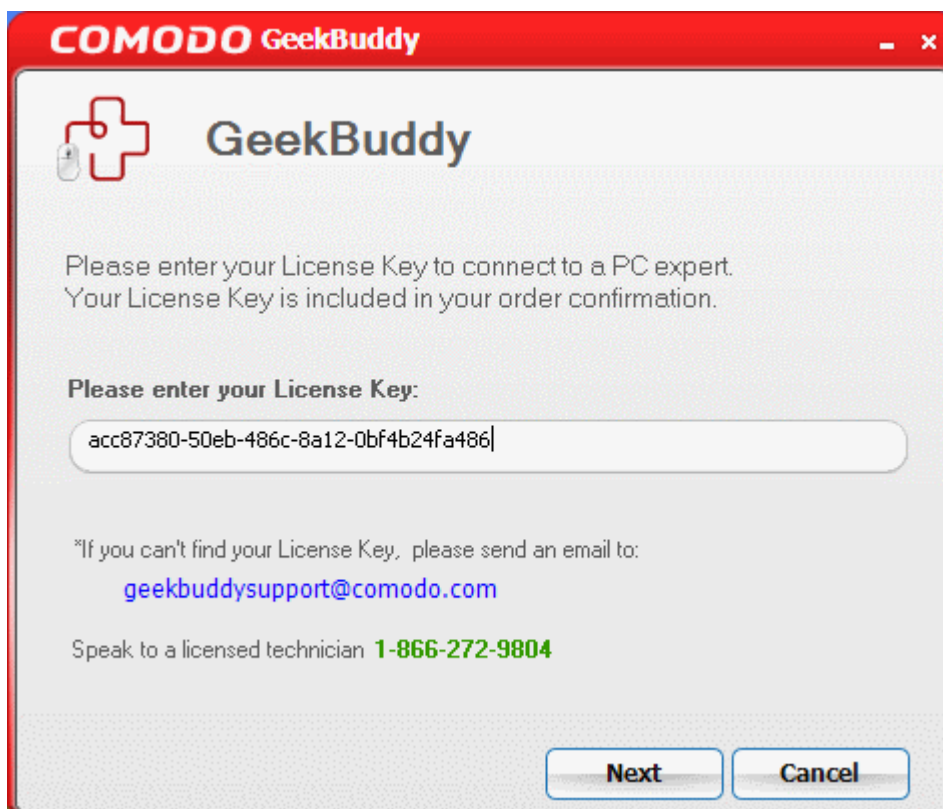 COMODO GeekBuddy
GeekBuddy
Please enter your License Key to connect to a PC expert.
Your License Key is included in your order confirmation.
Please enter your License Key:
acc87380-50eb-486c-8a12-0bf4b24fa486
*If you can't find your License Key, please send an email to:
geekbuddysupport@comodo.com
Speak to a licensed technician 1-866-272-9804
Next Cancel